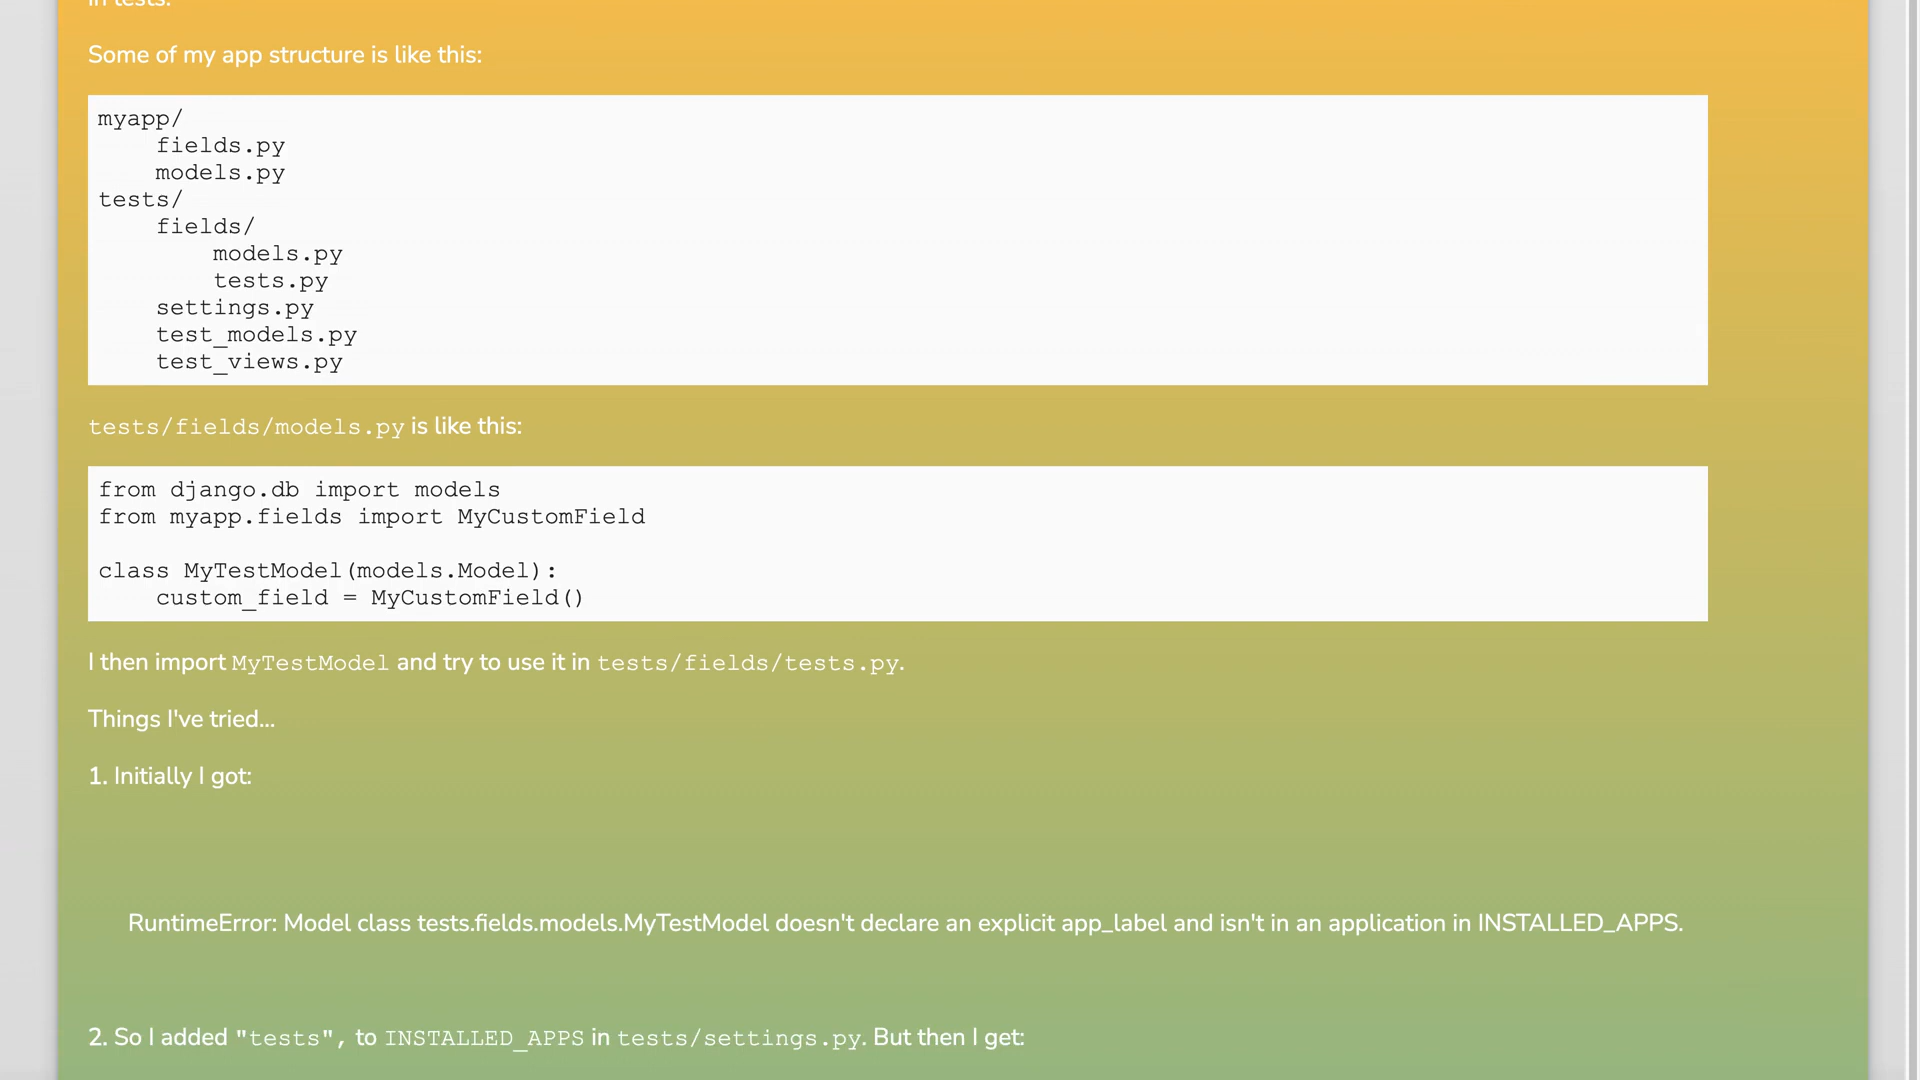 in tests.
Some of my app structure is like this:
myapp/
    fields.py
    models.py
tests/
    fields/
        models.py
        tests.py
    settings.py
    test_models.py
    test_views.py
tests/fields/models.py is like this:
from django.db import models
from myapp.fields import MyCustomField
class MyTestModel(models.Model):
    custom_field = MyCustomField()
I then import MyTestModel and try to use it in tests/fields/tests.py.
Things I've tried...
1. Initially I got:
RuntimeError: Model class tests.fields.models.MyTestModel doesn't declare an explicit app_label and isn't in an application in INSTALLED_APPS.
2. So I added "tests", to INSTALLED_APPS in tests/settings.py. But then I get: